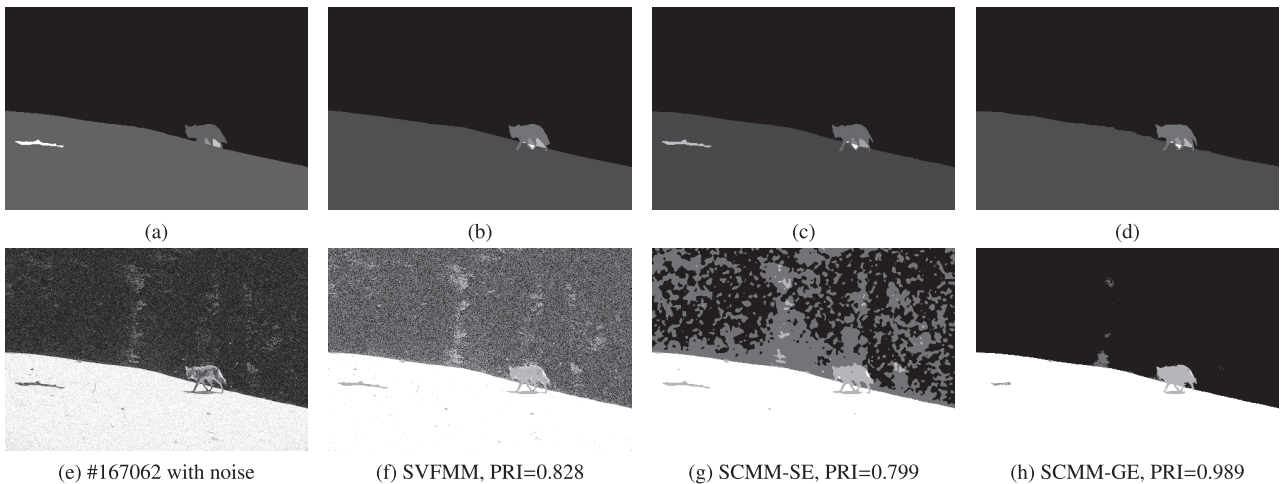 (a) (b) (c) (d)
(e) #167062 with noise (f) SVFMM, PRI=0.828 (g) SCMM-SE, PRI=0.799 (h) SCMM-GE, PRI=0.989